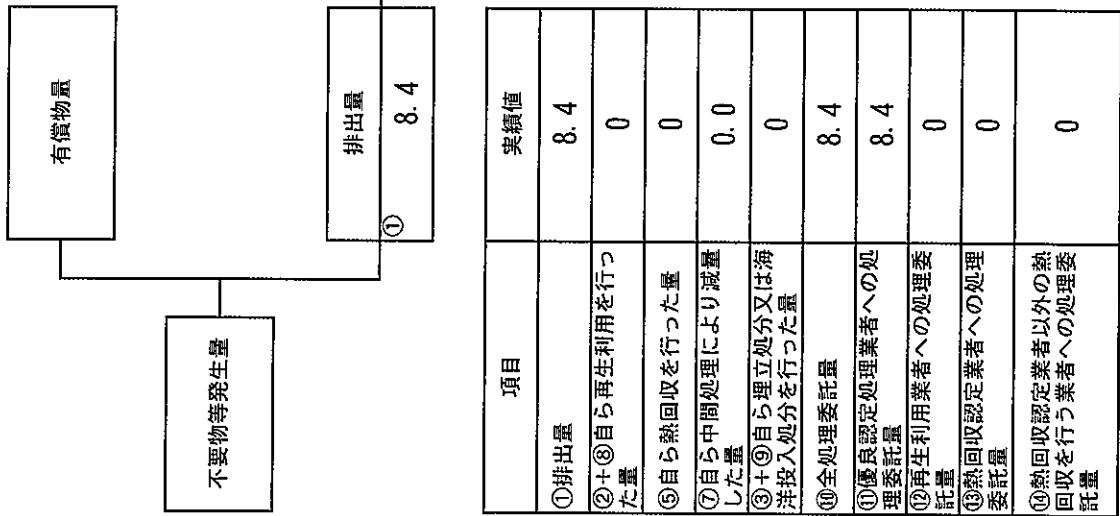 不要物等発生量
有償物量
排出量
①
8.4
項目
実績値
①排出量
8.4
②+⑧自ら再生利用を行っ
た量
0
⑤自ら熱回収を行った量
0
⑦自ら中間処理により減量
した量
0.0
③+⑨自ら埋立処分又は海
洋投入処分を行った量
0
⑩全処理委託量
8.4
⑪優良認定処理業者への処
理委託量
8.4
⑫再生利用業者への処理委
託量
0
⑬熱回収認定業者への処理
委託量
0
⑭熱回収認定業者以外の熱
回収を行う業者への処理委
託量
0